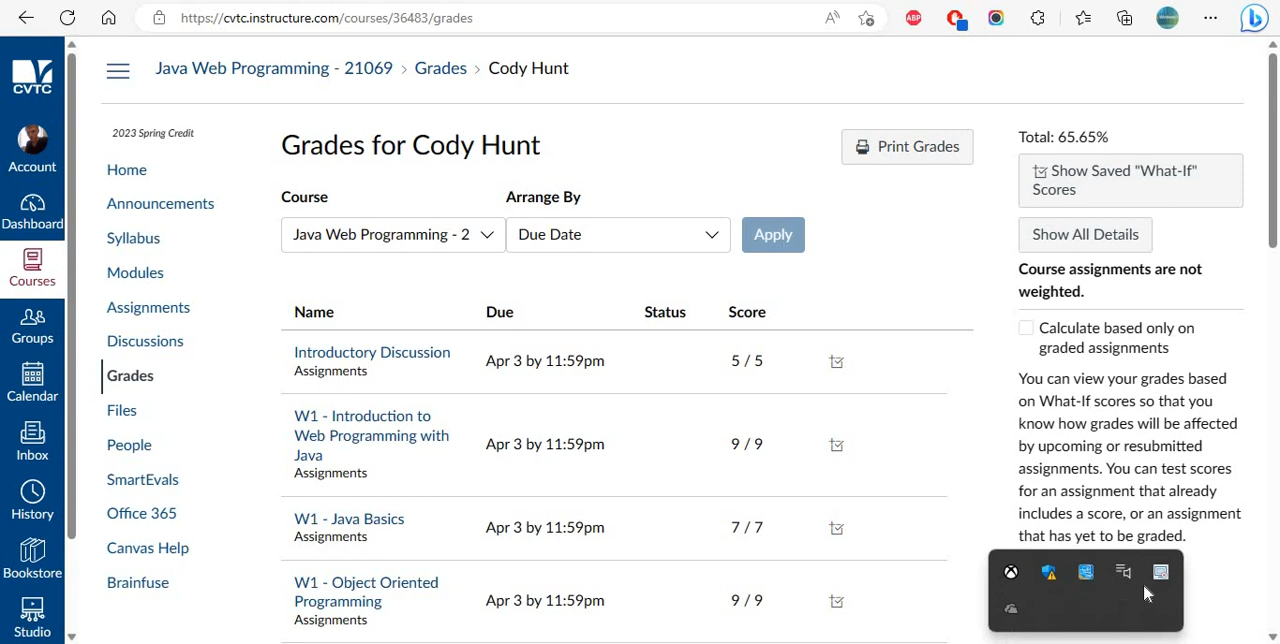 https://cvtc.instructure.com/courses/36483/grades
ABP
CVTC
Account
Dashboard
Courses
Groups
Calendar
Inbox
History
Bookstore
Studio
Java Web Programming - 21069 > Grades > Cody Hunt
2023 Spring Credit
Home
Announcements
Syllabus
Modules
Assignments
Discussions
Grades
Files
People
SmartEvals
Office 365
Canvas Help
Brainfuse
Grades for Cody Hunt
Print Grades
Course
Arrange By
Java Web Programming - 2
Due Date
Apply
Name Due Status Score
Introductory Discussion
Assignments
Apr 3 by 11:59pm
5 / 5
W1 - Introduction to
Web Programming with
Java
Assignments
Apr 3 by 11:59pm
9 / 9
W1 - Java Basics
Assignments
Apr 3 by 11:59pm
7 / 7
W1 - Object Oriented
Programming
Assignments
Apr 3 by 11:59pm
9 / 9
Total: 65.65%
Show Saved "What-If"
Scores
Show All Details
Course assignments are not
weighted.
Calculate based only on
graded assignments
You can view your grades based
on What-If scores so that you
know how grades will be affected
by upcoming or resubmitted
assignments. You can test scores
for an assignment that already
includes a score, or an assignment
that has yet to be graded.